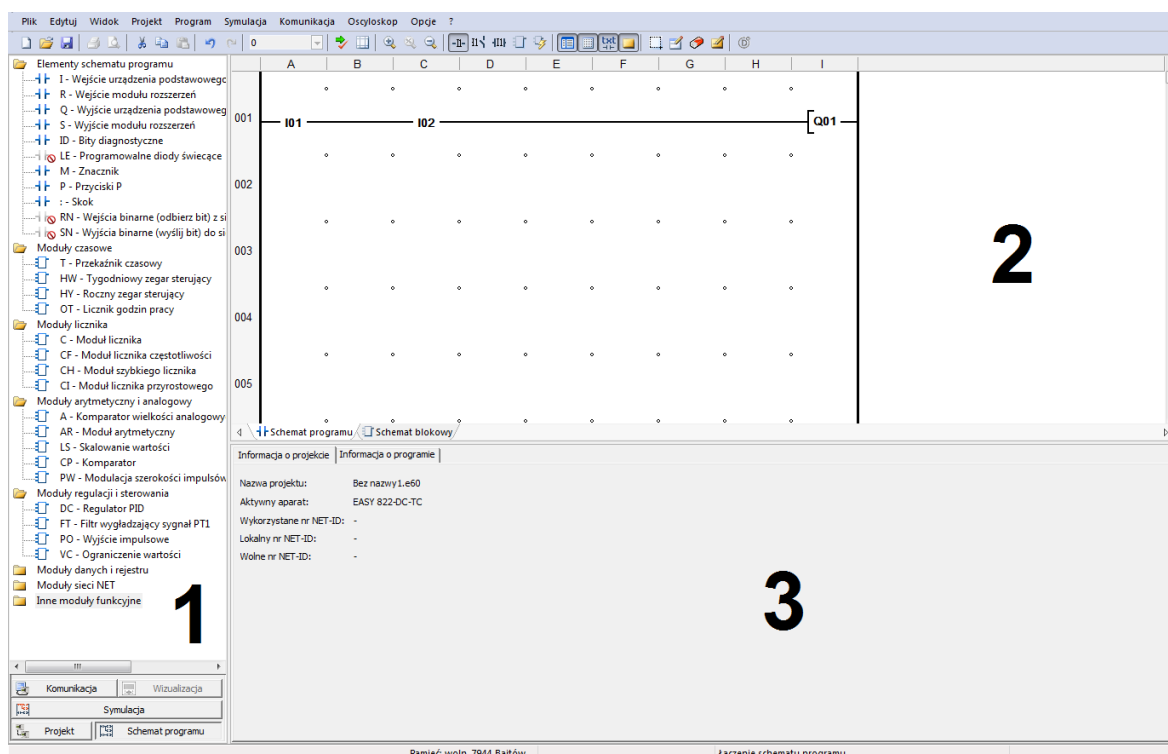 Plik Edytuj Widok Projekt Program Symulacja Komunikacja Oscyloskop Opcje ?
0
Elementy schematu programu
I - Wejście urządzenia podstawowego
R - Wejście modułu rozszerzeń
Q - Wyjście urządzenia podstawoweg
S - Wyjście modułu rozszerzeń
ID - Bity diagnostyczne
LE - Programowalne diody świecące
M - Znacznik
P - Przyciski P
: - Skok
RN - Wejścia binarne (odbierz bit) z si
SN - Wyjścia binarne (wyślij bit) do si
Moduły czasowe
T - Przekaźnik czasowy
HW - Tygodniowy zegar sterujący
HY - Roczny zegar sterujący
OT - Licznik godzin pracy
Moduły licznika
C - Moduł licznika
CF - Moduł licznika częstotliwości
CH - Moduł szybkiego licznika
CI - Moduł licznika przyrostowego
Moduły arytmetyczny i analogowy
A - Komparator wielkości analogowy
AR - Moduł arytmetyczny
LS - Skalowanie wartości
CP - Komparator
PW - Modulacja szerokości impulsów
Moduły regulacji i sterowania
DC - Regulator PID
FT - Filtr wygładzający sygnał PT1
PO - Wyjście impulsowe
VC - Ograniczenie wartości
Moduły danych i rejestru
Moduły sieci NET
Inne moduły funkcyjne
1
Komunikacja Wizualizacja
Symulacja
Projekt Schemat programu
A B C D E F G H I
001 I01 I02 Q01
002
003
004
005
2
Schemat programu Schemat blokowy
Informacja o projekcie Informacja o programie
Nazwa projektu: Bez nazwy1.e60
Aktywny aparat: EASY 822-DC-TC
Wykorzystane nr NET-ID: -
Lokalny nr NET-ID: -
Wolne nr NET-ID: -
3
Pamięć woln. 7944 Bajtów Łączenie schematu programu